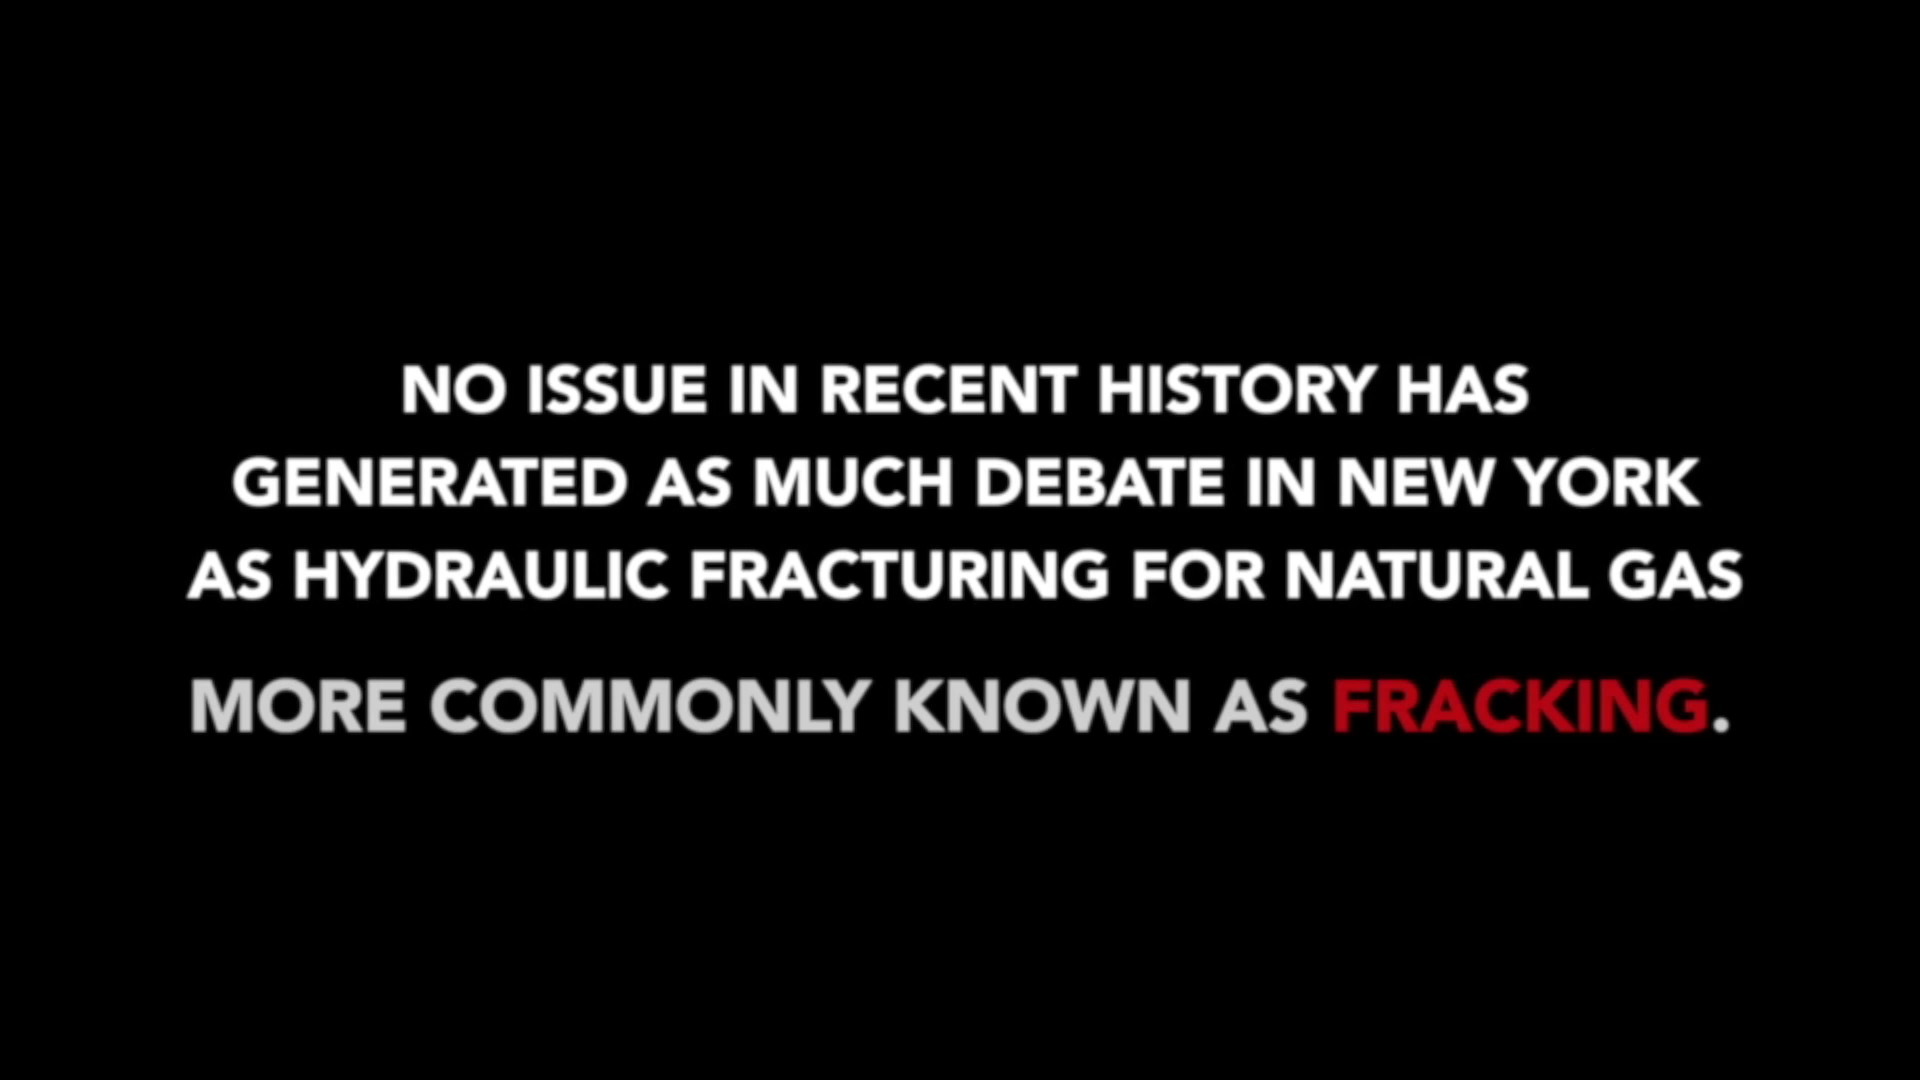 NO ISSUE IN RECENT HISTORY HAS
GENERATED AS MUCH DEBATE IN NEW YORK
AS HYDRAULIC FRACTURING FOR NATURAL GAS
MORE COMMONLY KNOWN AS FRACKING.